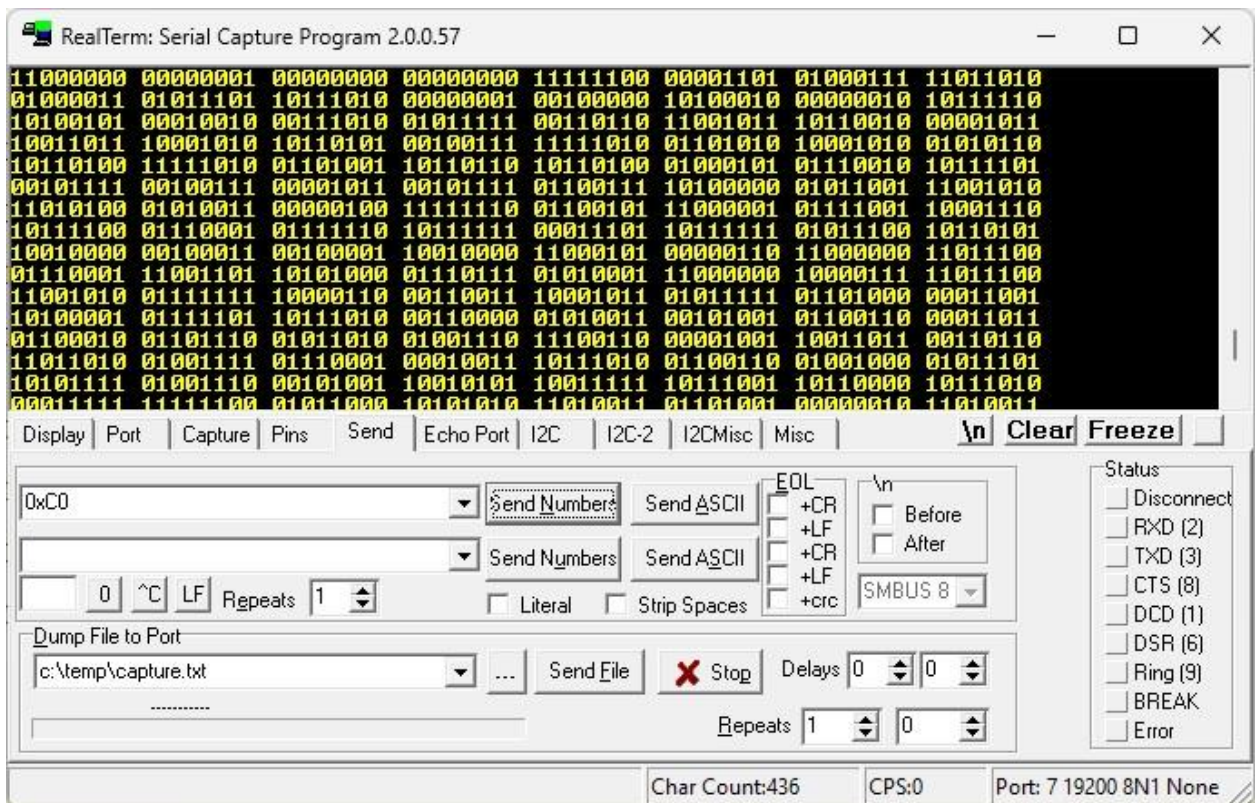 RealTerm: Serial Capture Program 2.0.0.57
11000000 00000001 00000000 00000000 11111100 00001101 01000111 11011010
01000011 01011101 10111010 00000001 00100000 10100010 00000010 10111110
10100101 00010010 00111010 01011111 00110110 11001011 10110010 00001011
10011011 10001010 10110101 00100111 11111010 01101010 10001010 01010110
10110100 11111010 01101001 10110110 10110100 01000101 01110010 10111101
00101111 00100111 00001011 00101111 01100111 10100000 01011001 11001010
11010100 01010011 00000100 11111110 01100101 11000001 01111001 10001110
10111100 01110001 01111110 10111111 00011101 10111111 01010100 10110101
10010000 00100011 00100001 10010000 11000101 00000110 11000000 11011100
01110001 11001101 10101000 01110111 01010001 11000000 10000111 11011100
11001010 01111111 10000110 00110011 10001011 01011111 01101000 00011001
10100001 01111101 10111010 00110000 01010011 00101001 01100110 00011011
01100010 01101110 01011010 01001110 11100110 00001001 10011011 00110110
11011010 01001111 01110001 00010011 10111010 01100110 01001000 01011101
10101111 01001110 00101001 10010101 10011111 10111001 10110000 10111010
00011111 11111100 01011000 10101010 11010011 01101001 00000010 11010011
Display Port Capture Pins Send Echo Port I2C I2C-2 I2CMisc Misc \n Clear Freeze
EOL \n Status
0xC0 Send Numbers Send ASCII +CR Before Disconnect
+LF After RXD (2)
Send Numbers Send ASCII +CR TXD (3)
+LF SMBUS 8 CTS (8)
0 ^C LF Repeats 1 Literal Strip Spaces +crc DCD (1)
Dump File to Port DSR (6)
c:\temp\capture.txt ... Send File Stop Delays 0 0 Ring (9)
BREAK
Repeats 1 0 Error
Char Count:436 CPS:0 Port: 7 19200 8N1 None